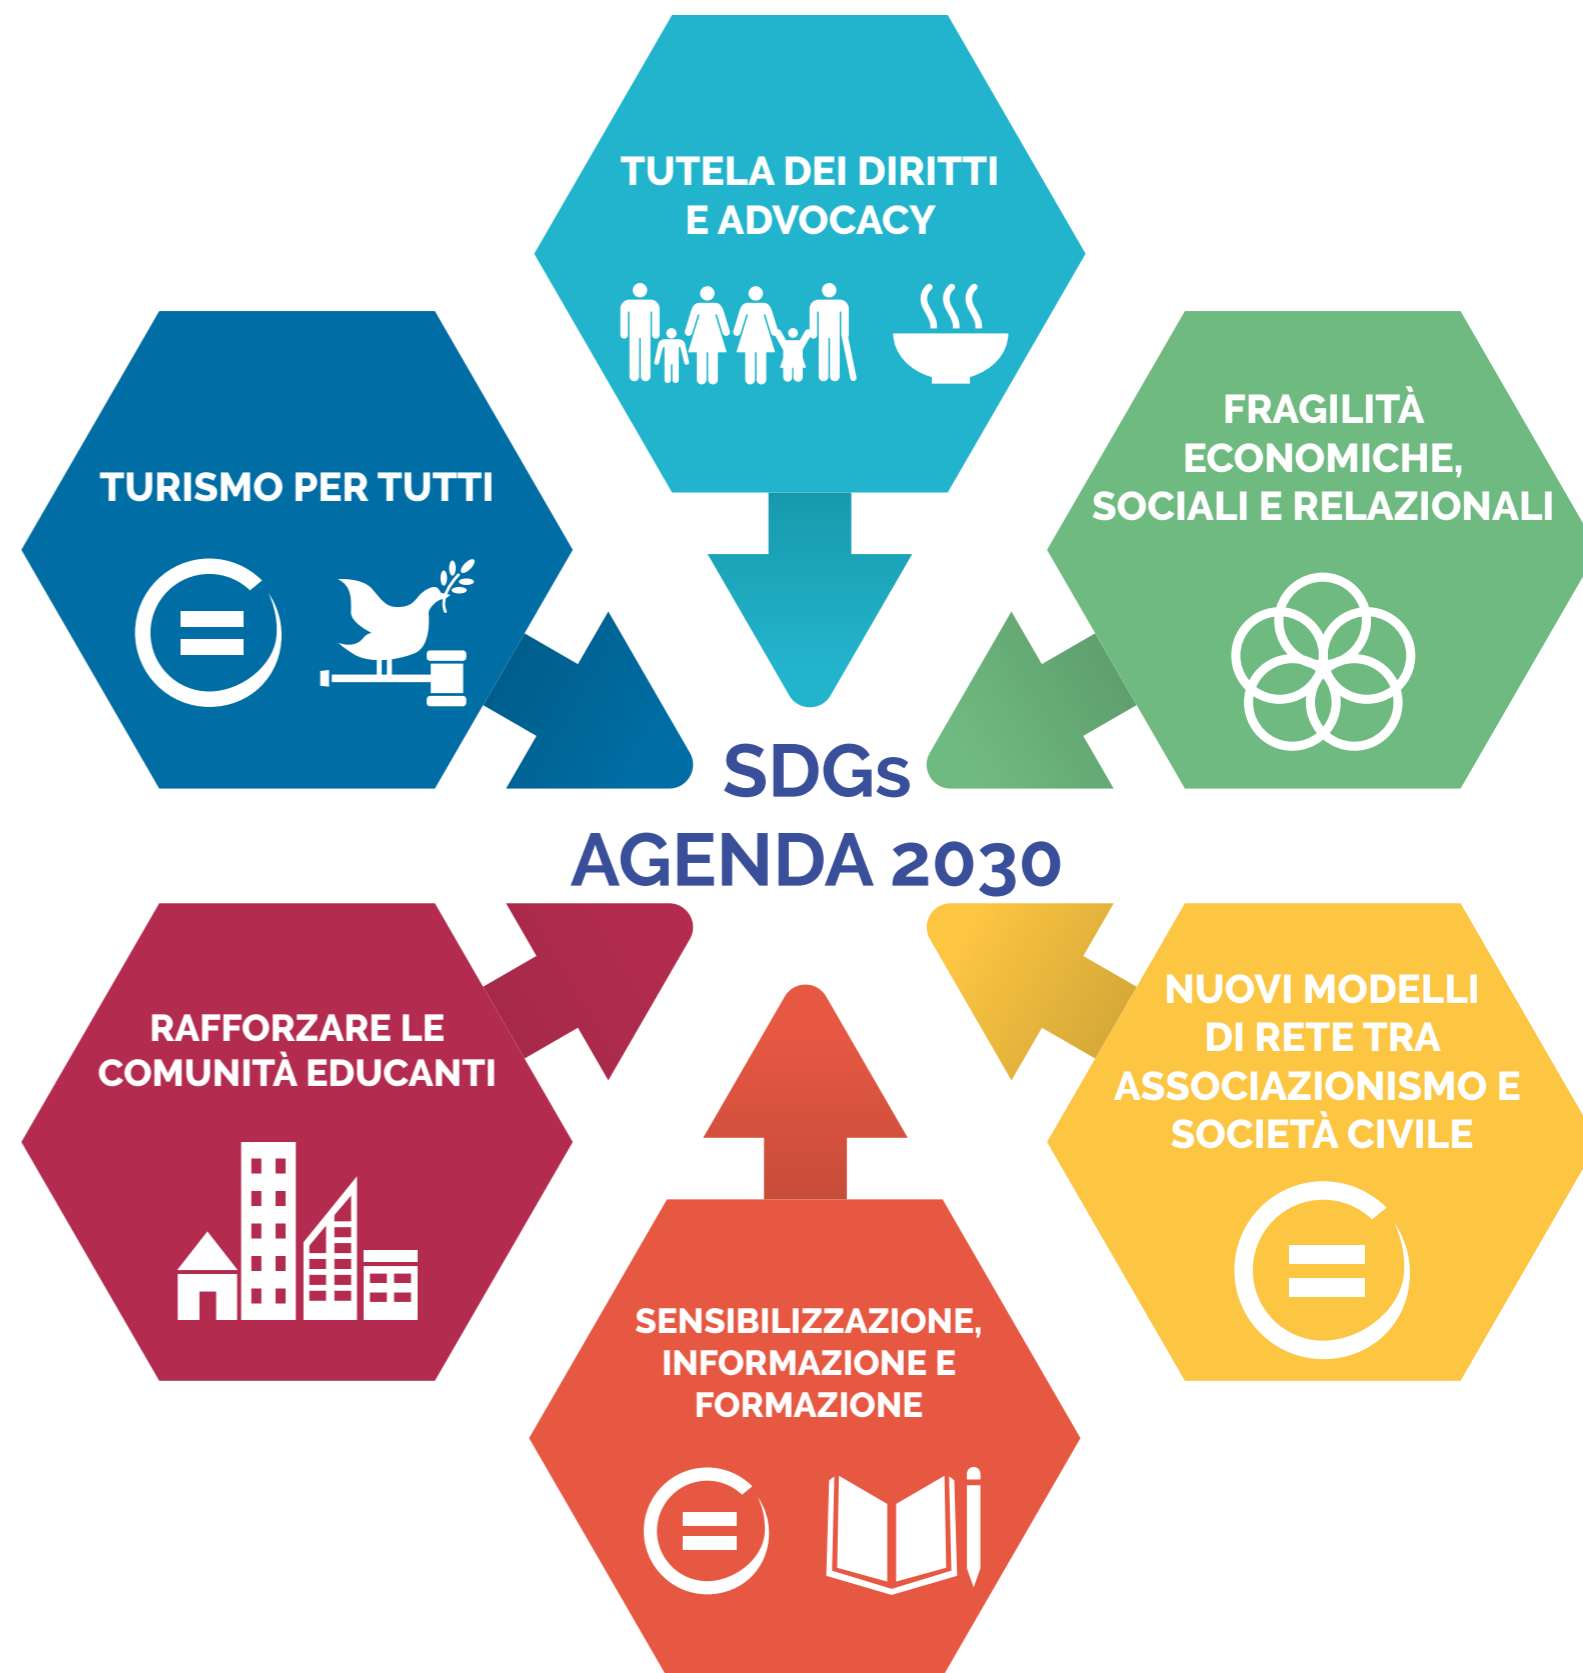 TUTELA DEI DIRITTI
E ADVOCACY
FRAGILITÀ
ECONOMICHE,
SOCIALI E RELAZIONALI
TURISMO PER TUTTI
SDGs
AGENDA 2030
NUOVI MODELLI
DI RETE TRA
ASSOCIAZIONISMO E
SOCIETÀ CIVILE
RAFFORZARE LE
COMUNITÀ EDUCANTI
SENSIBILIZZAZIONE,
INFORMAZIONE E
FORMAZIONE